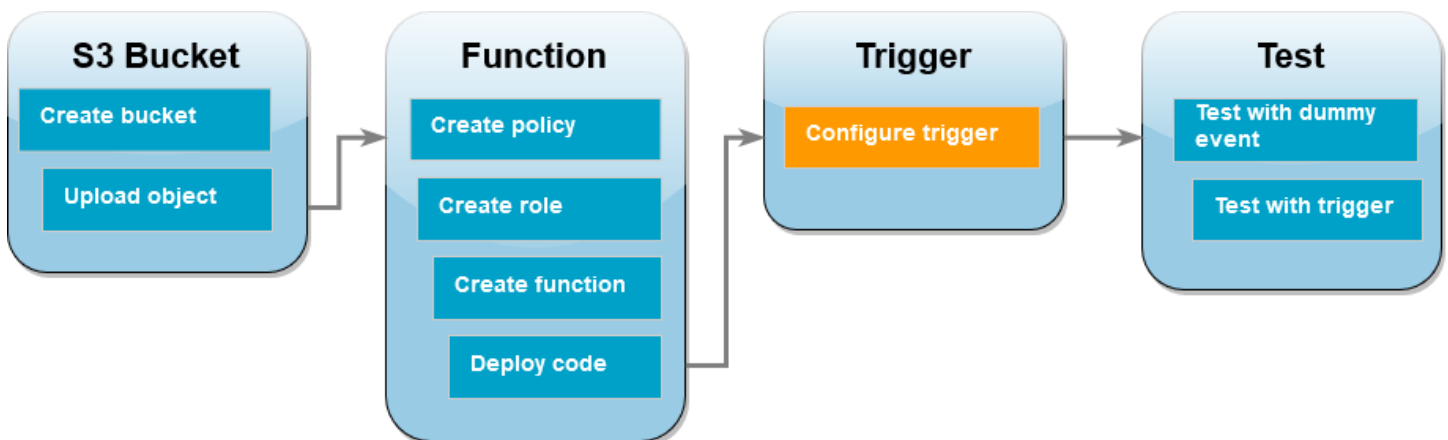 S3 Bucket
Create bucket
Upload object
Function
Create policy
Create role
Create function
Deploy code
Trigger
Configure trigger
Test
Test with dummy
event
Test with trigger